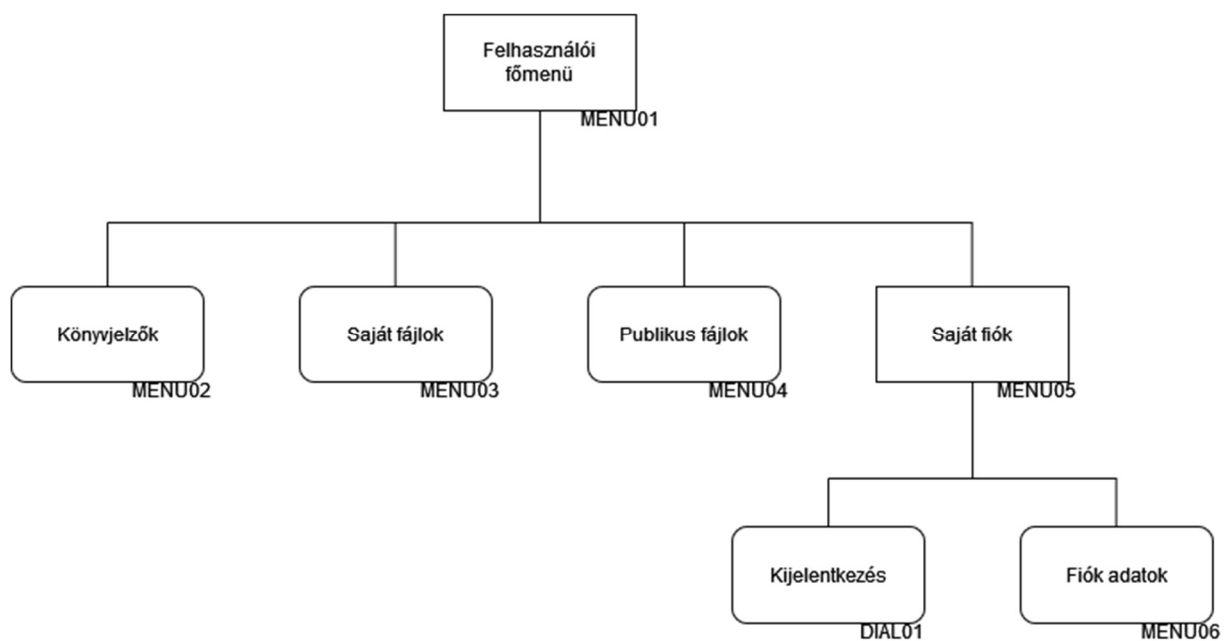 Felhasználói
főmenü
MENU01
Könyvjelzők
MENU02
Saját fájlok
MENU03
Publikus fájlok
MENU04
Saját fiók
MENU05
Kijelentkezés
DIAL01
Fiók adatok
MENU06